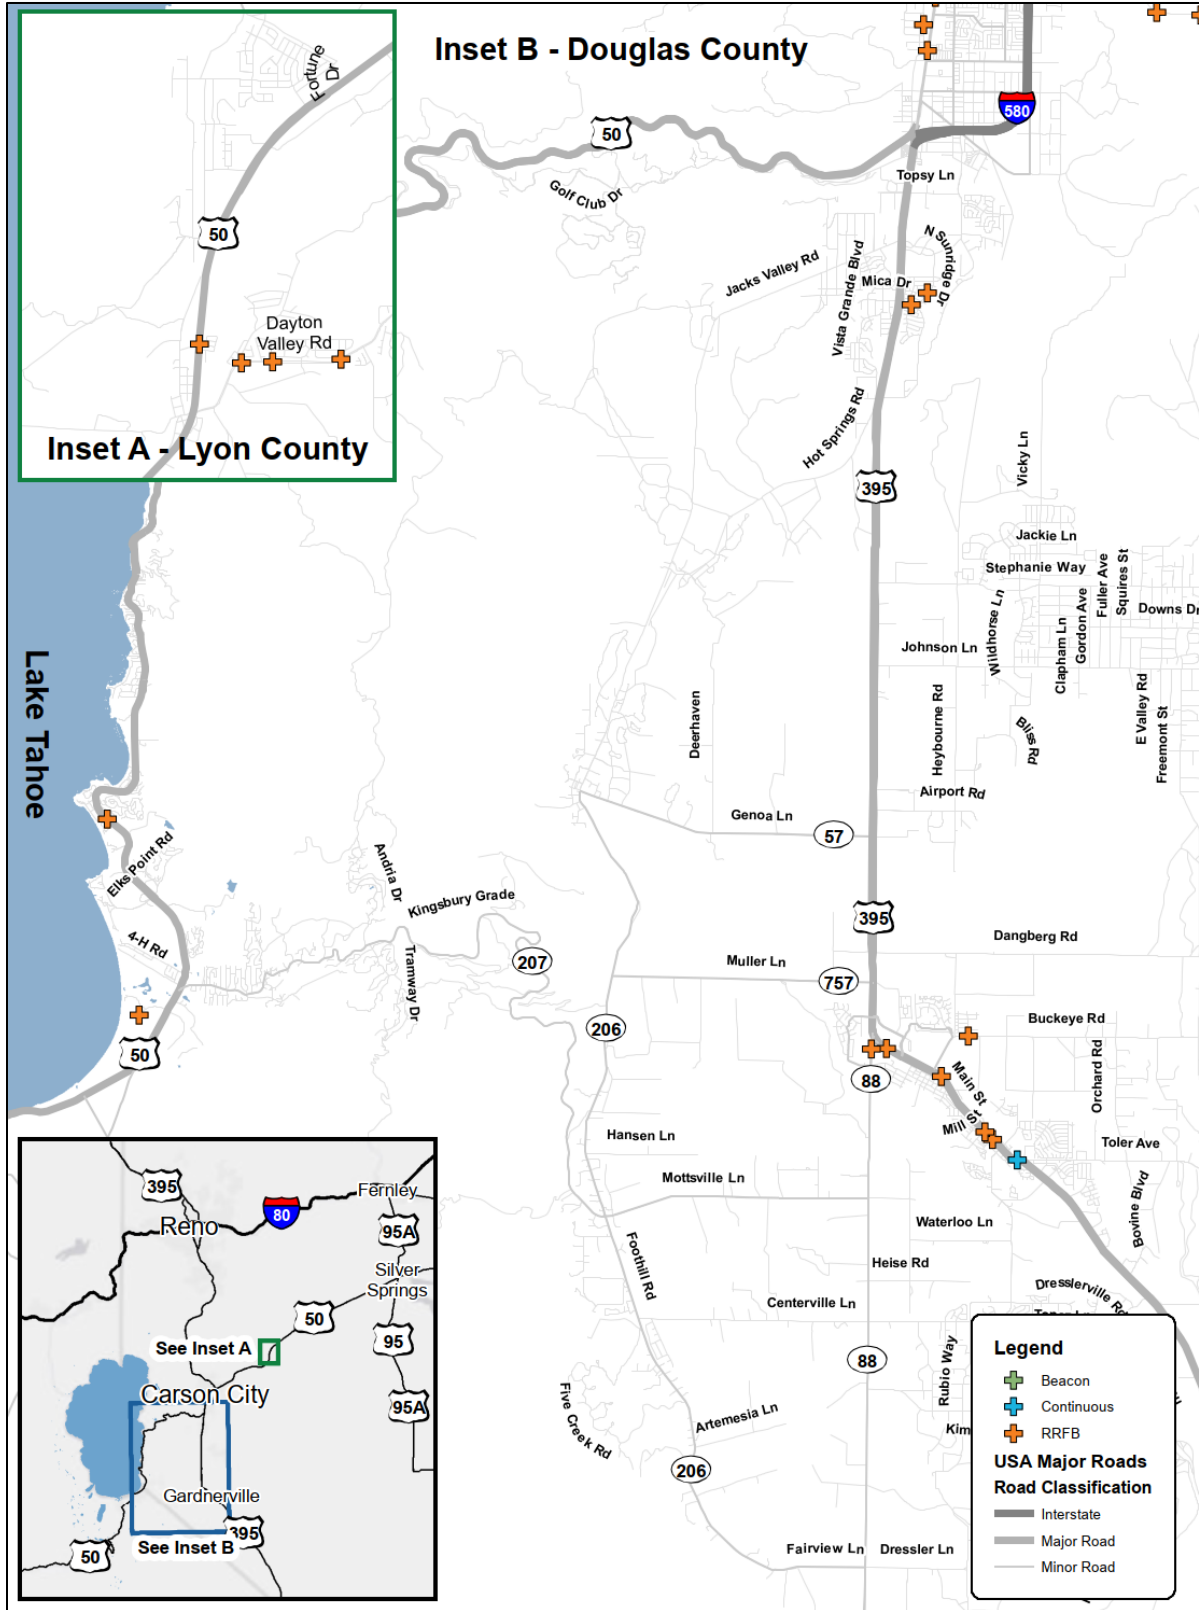 Inset B - Douglas County
Fortune
Dr
50
Dayton
Valley Rd
Inset A - Lyon County
50
580
Topsy Ln
Golf Club Dr
N Sunridge Dr
Jacks Valley Rd
Vista Grande Blvd
Mica Dr
Hot Springs Rd
395
Vicky Ln
Jackie Ln
Stephanie Way
Fuller Ave
Squires St
Gordon Ave
Downs Dr
Wildhorse Ln
Clapham Ln
Johnson Ln
Lake Tahoe
Deerhaven
Heybourne Rd
Bliss Rd
E Valley Rd
Freemont St
Airport Rd
Genoa Ln
57
Elks Point Rd
Andria Dr
Kingsbury Grade
395
4-H Rd
Tramway Dr
207
Dangberg Rd
Muller Ln
757
206
Buckeye Rd
50
88
Main St
Orchard Rd
Mill St
Hansen Ln
Toler Ave
Mottsville Ln
Bovine Blvd
Waterloo Ln
Foothill Rd
Heise Rd
Dresslerville Rd
Centerville Ln
88
Rubio Way
Five Creek Rd
Artemesia Ln
206
Fairview Ln
Dressler Ln
395
Reno
80
Fernley
95A
Silver
Springs
50
See Inset A
95
Carson City
95A
Gardnerville
395
See Inset B
50
Legend
Beacon
Continuous
RRFB
USA Major Roads
Road Classification
Interstate
Major Road
Minor Road